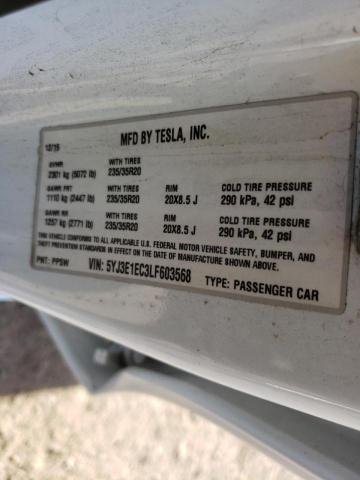 MFD BY TESLA, INC.
GVWR WITH TIRES
2301 kg (5072 lb) 235/35R20
GAWR FRT WITH TIRES RIM COLD TIRE PRESSURE
1110 kg (2447 lb) 235/35R20 20X8.5 J 290 kPa, 42 psi
GAWR RR WITH TIRES RIM COLD TIRE PRESSURE
1257 kg (2771 lb) 235/35R20 20X8.5 J 290 kPa, 42 psi
THIS VEHICLE CONFORMS TO ALL APPLICABLE U.S. FEDERAL MOTOR VEHICLE SAFETY, BUMPER, AND
THEFT PREVENTION STANDARDS IN EFFECT ON THE DATE OF MANUFACTURE SHOWN ABOVE.
PNT: PPSW VIN: 5YJ3E1EC3LF603568 TYPE: PASSENGER CAR